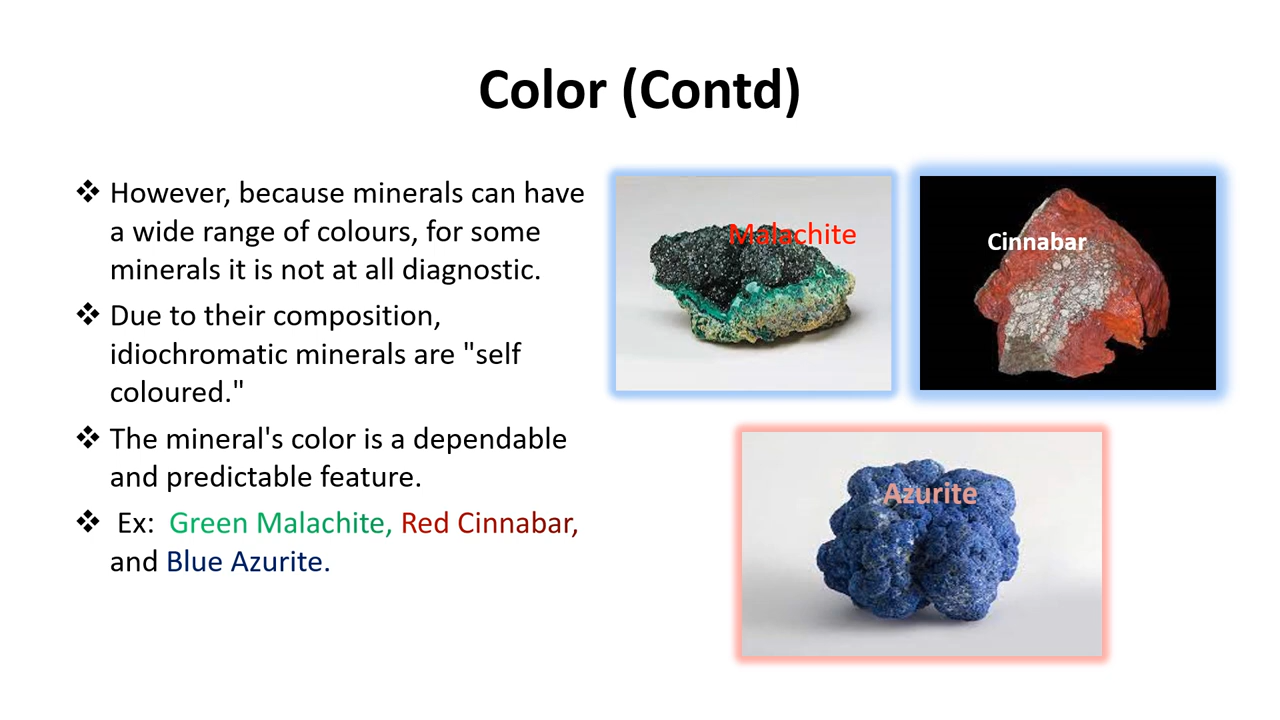 Color (Contd)
❖ However, because minerals can have
a wide range of colours, for some
minerals it is not at all diagnostic.
❖ Due to their composition,
idiochromatic minerals are "self
coloured."
❖ The mineral's color is a dependable
and predictable feature.
❖ Ex: Green Malachite, Red Cinnabar,
and Blue Azurite.
Malachite
Cinnabar
Azurite